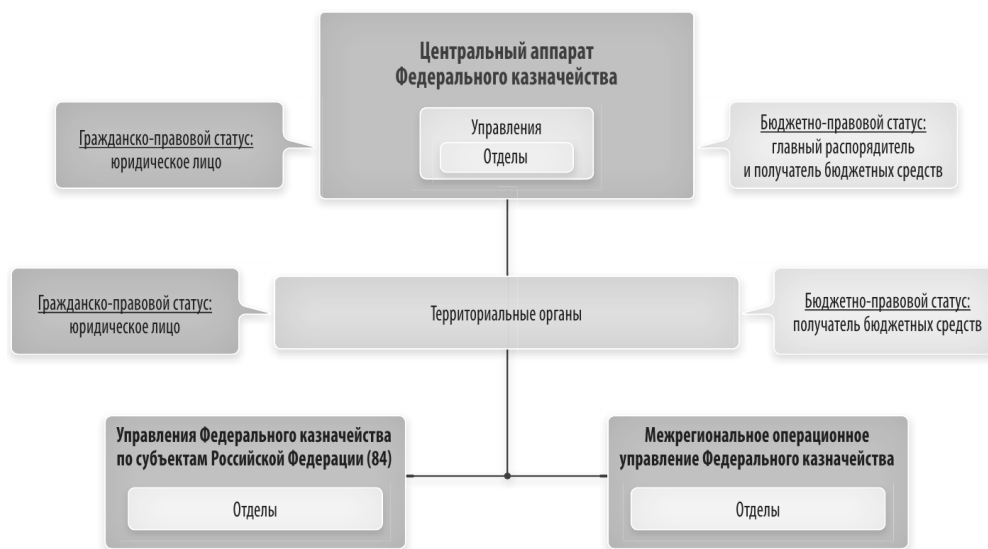 Центральный аппарат
Федерального казначейства
Управления
Отделы
Гражданско-правовой статус:
юридическое лицо
Бюджетно-правовой статус:
главный распорядитель
и получатель бюджетных средств
Гражданско-правовой статус:
юридическое лицо
Территориальные органы
Бюджетно-правовой статус:
получатель бюджетных средств
Управления Федерального казначейства
по субъектам Российской Федерации (84)
Отделы
Межрегиональное операционное
управление Федерального казначейства
Отделы